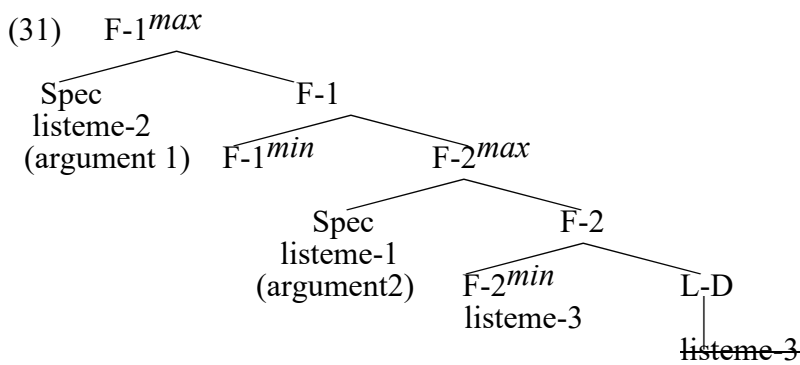 (31) F-1max
Spec F-1
listeme-2
(argument 1) F-1min F-2max
Spec F-2
listeme-1
(argument2) F-2min L-D
listeme-3
listeme-3